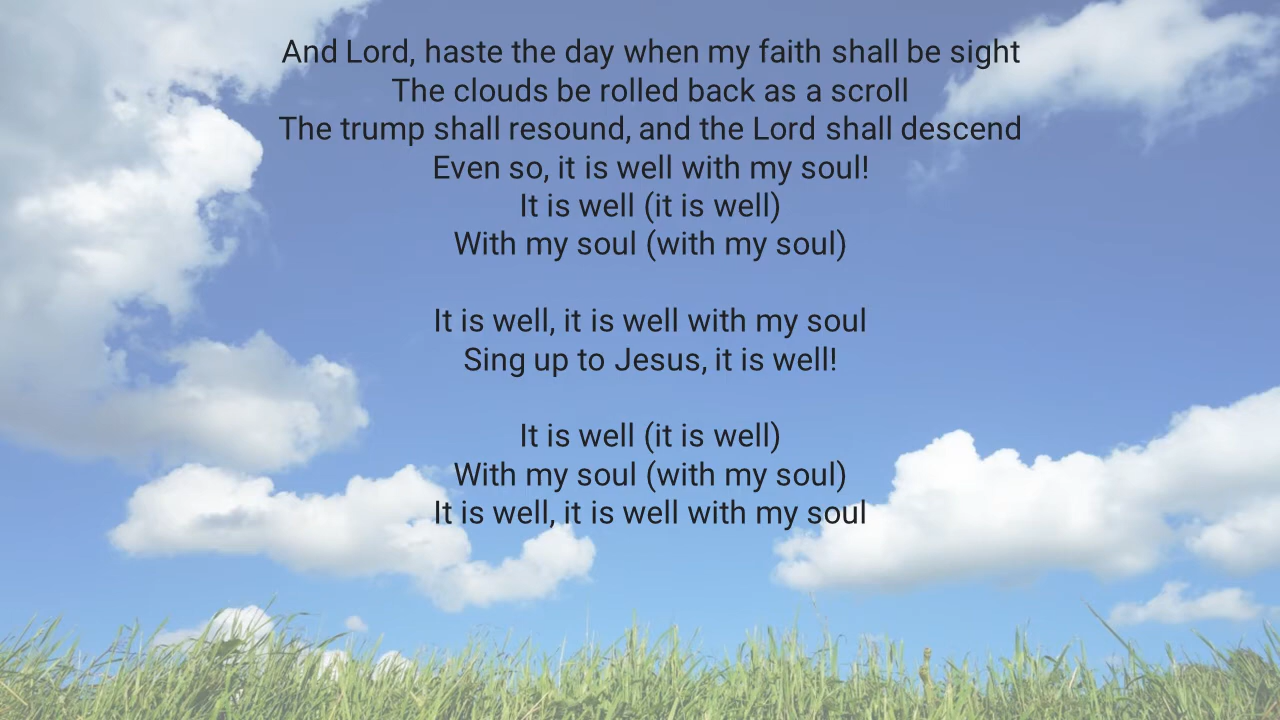 And Lord, haste the day when my faith shall be sight
The clouds be rolled back as a scroll
The trump shall resound, and the Lord shall descend
Even so, it is well with my soul!
It is well (it is well)
With my soul (with my soul)
It is well, it is well with my soul
Sing up to Jesus, it is well!
It is well (it is well)
With my soul (with my soul)
It is well, it is well with my soul